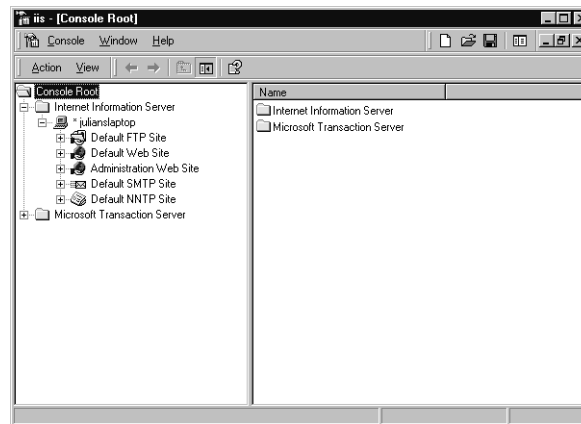 iis - [Console Root]
Console Window Help
Action View
Console Root
Internet Information Server
* julianslaptop
Default FTP Site
Default Web Site
Administration Web Site
Default SMTP Site
Default NNTP Site
Microsoft Transaction Server
Name
Internet Information Server
Microsoft Transaction Server